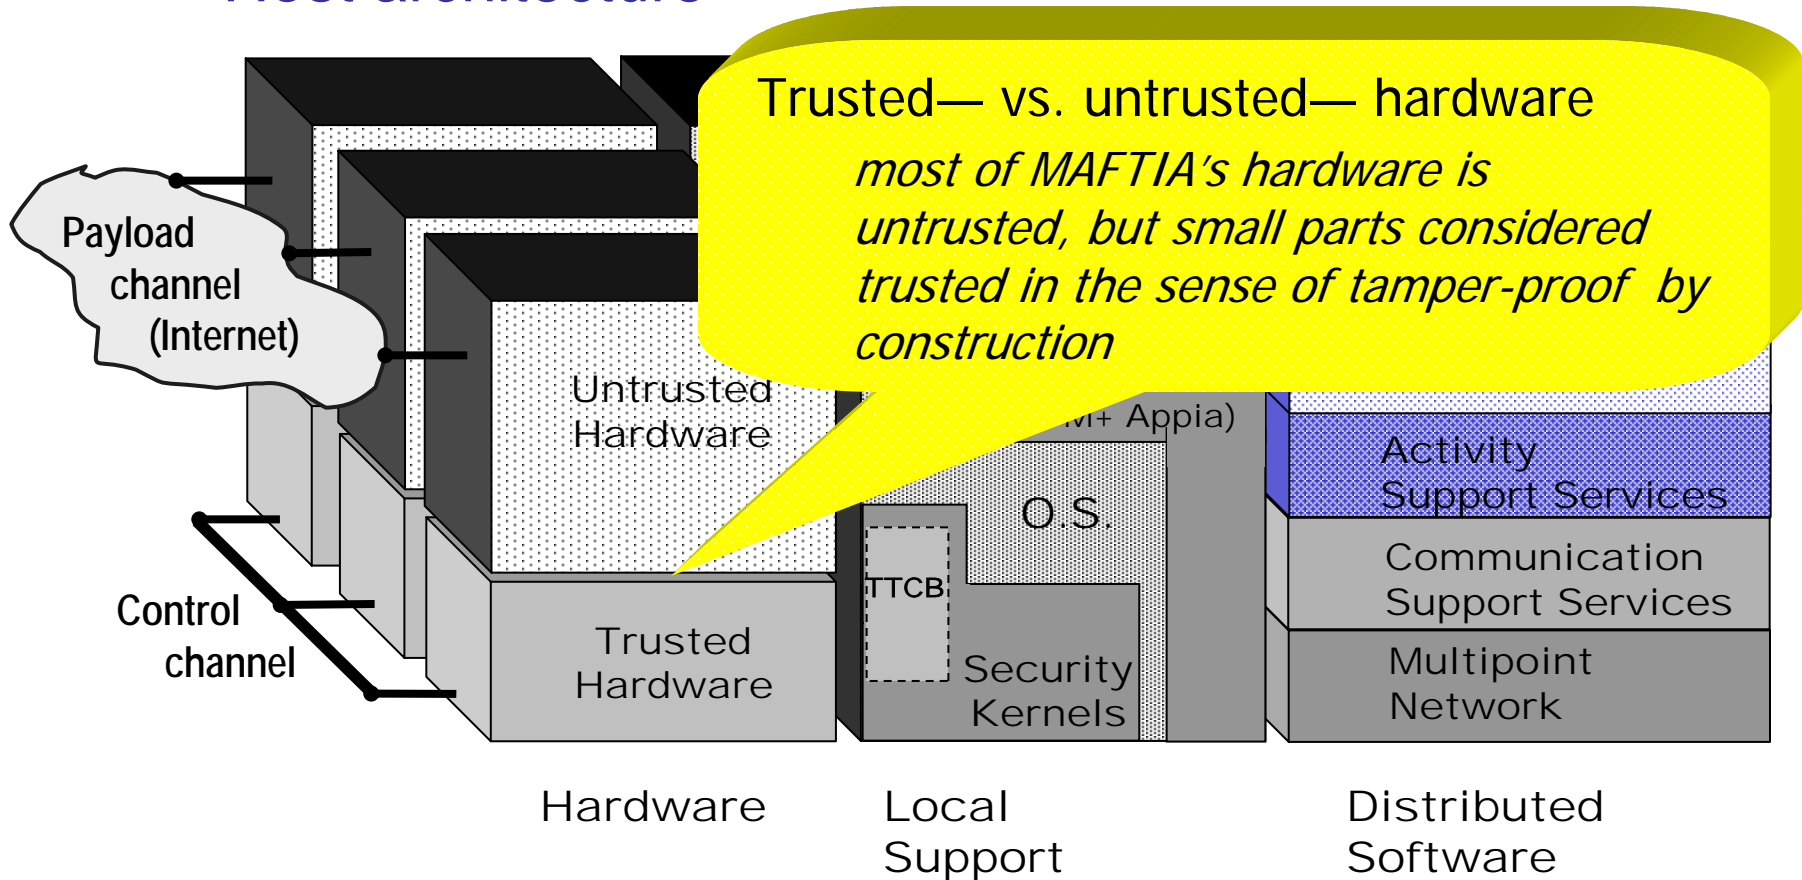 Host architecture
Trusted— vs. untrusted— hardware
most of MAFTIA's hardware is
untrusted, but small parts considered
trusted in the sense of tamper-proof by
construction
Payload
channel
(Internet)
Untrusted
Hardware
M+ Appia)
Activity
Support Services
O.S.
Communication
Support Services
TTCB
Control
channel
Trusted
Hardware
Security
Kernels
Multipoint
Network
Hardware
Local
Support
Distributed
Software